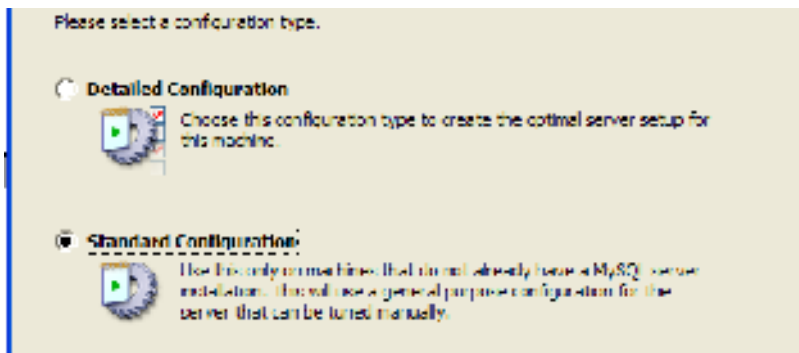 Please select a configuration type.
Detailed Configuration
Choose this configuration type to create the optimal server setup for
this machine.
Standard Configuration
Use this only on machines that do not already have a MySQL server
installation. This will use a general purpose configuration for the
server that can be tuned manually.